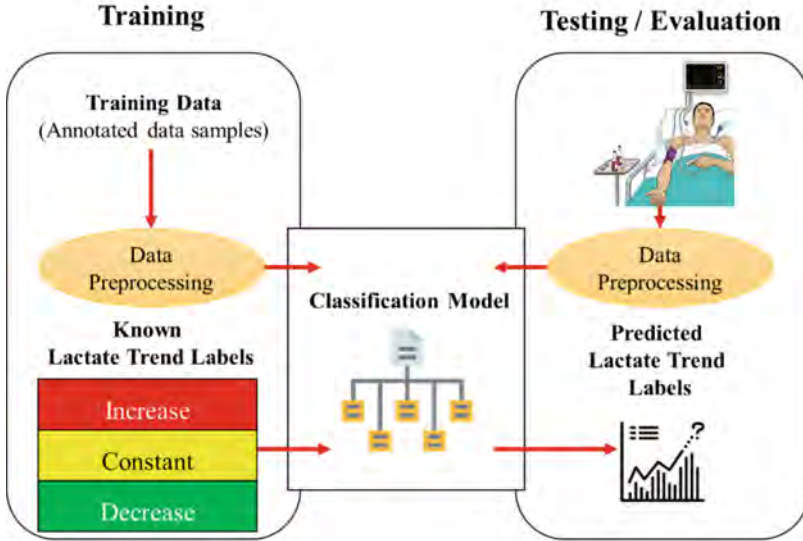 Training
Training Data
(Annotated data samples)
Data
Preprocessing
Known
Lactate Trend Labels
Increase
Constant
Decrease
Classification Model
Testing / Evaluation
Data
Preprocessing
Predicted
Lactate Trend
Labels
?